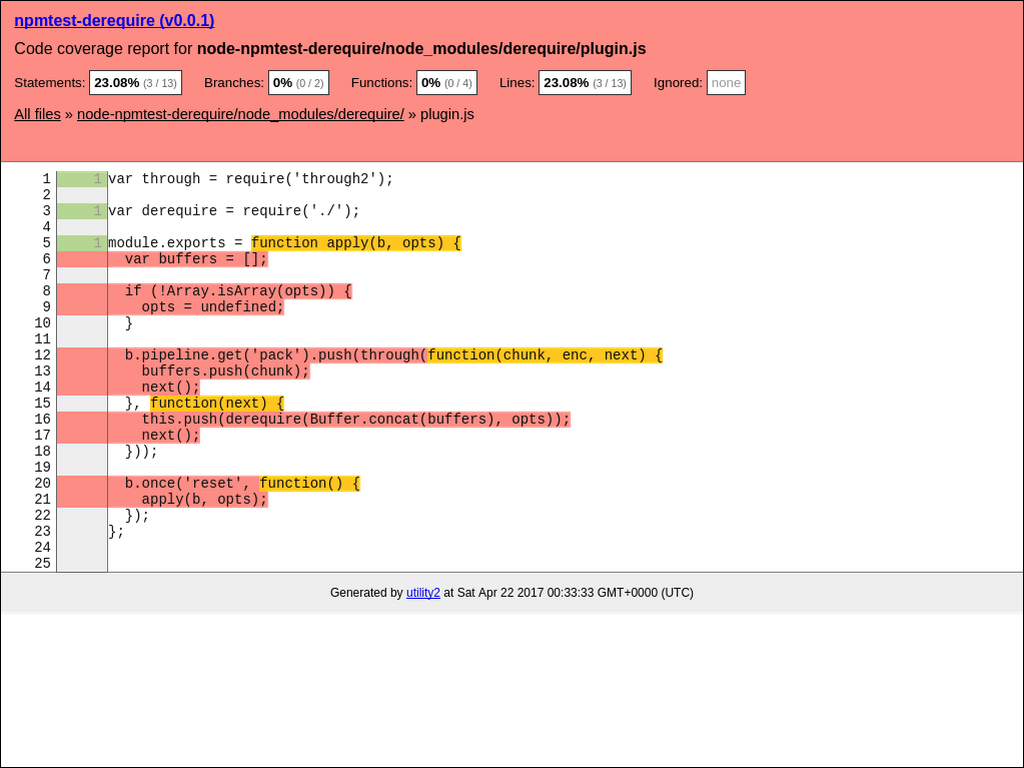 npmtest-derequire (v0.0.1)
Code coverage report for node-npmtest-derequire/node_modules/derequire/plugin.js
Statements: 23.08% (3 / 13) Branches: 0% (0 / 2) Functions: 0% (0 / 4) Lines: 23.08% (3 / 13) Ignored: none
All files » node-npmtest-derequire/node_modules/derequire/ » plugin.js
1 1 var through = require('through2');
2
3 1 var derequire = require('./');
4
5 1 module.exports = function apply(b, opts) {
6   var buffers = [];
7
8   if (!Array.isArray(opts)) {
9     opts = undefined;
10   }
11
12   b.pipeline.get('pack').push(through(function(chunk, enc, next) {
13     buffers.push(chunk);
14     next();
15   }, function(next) {
16     this.push(derequire(Buffer.concat(buffers), opts));
17     next();
18   }));
19
20   b.once('reset', function() {
21     apply(b, opts);
22   });
23 };
24
25
Generated by utility2 at Sat Apr 22 2017 00:33:33 GMT+0000 (UTC)